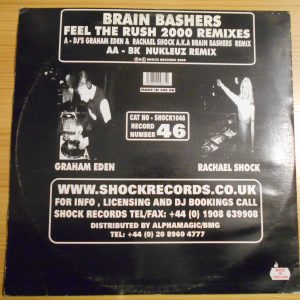 BRAIN BASHERS
FEEL THE RUSH 2000 REMIXES
A - DJ'S GRAHAM EDEN & RACHAEL SHOCK A.K.A BRAIN BASHERS REMIX
AA - BK NUKLEUZ REMIX
SHOCK RECORDS 2000
MADE IN THE UK
CAT NO - SHOCK1046
RECORD NUMBER 46
GRAHAM EDEN
RACHAEL SHOCK
WWW.SHOCKRECORDS.CO.UK
FOR INFO , LICENSING AND DJ BOOKINGS CALL
SHOCK RECORDS TEL/FAX: +44 (0) 1908 639908
DISTRIBUTED BY ALPHAMAGIC/BMG
TEL: +44 (0) 20 8960 4777